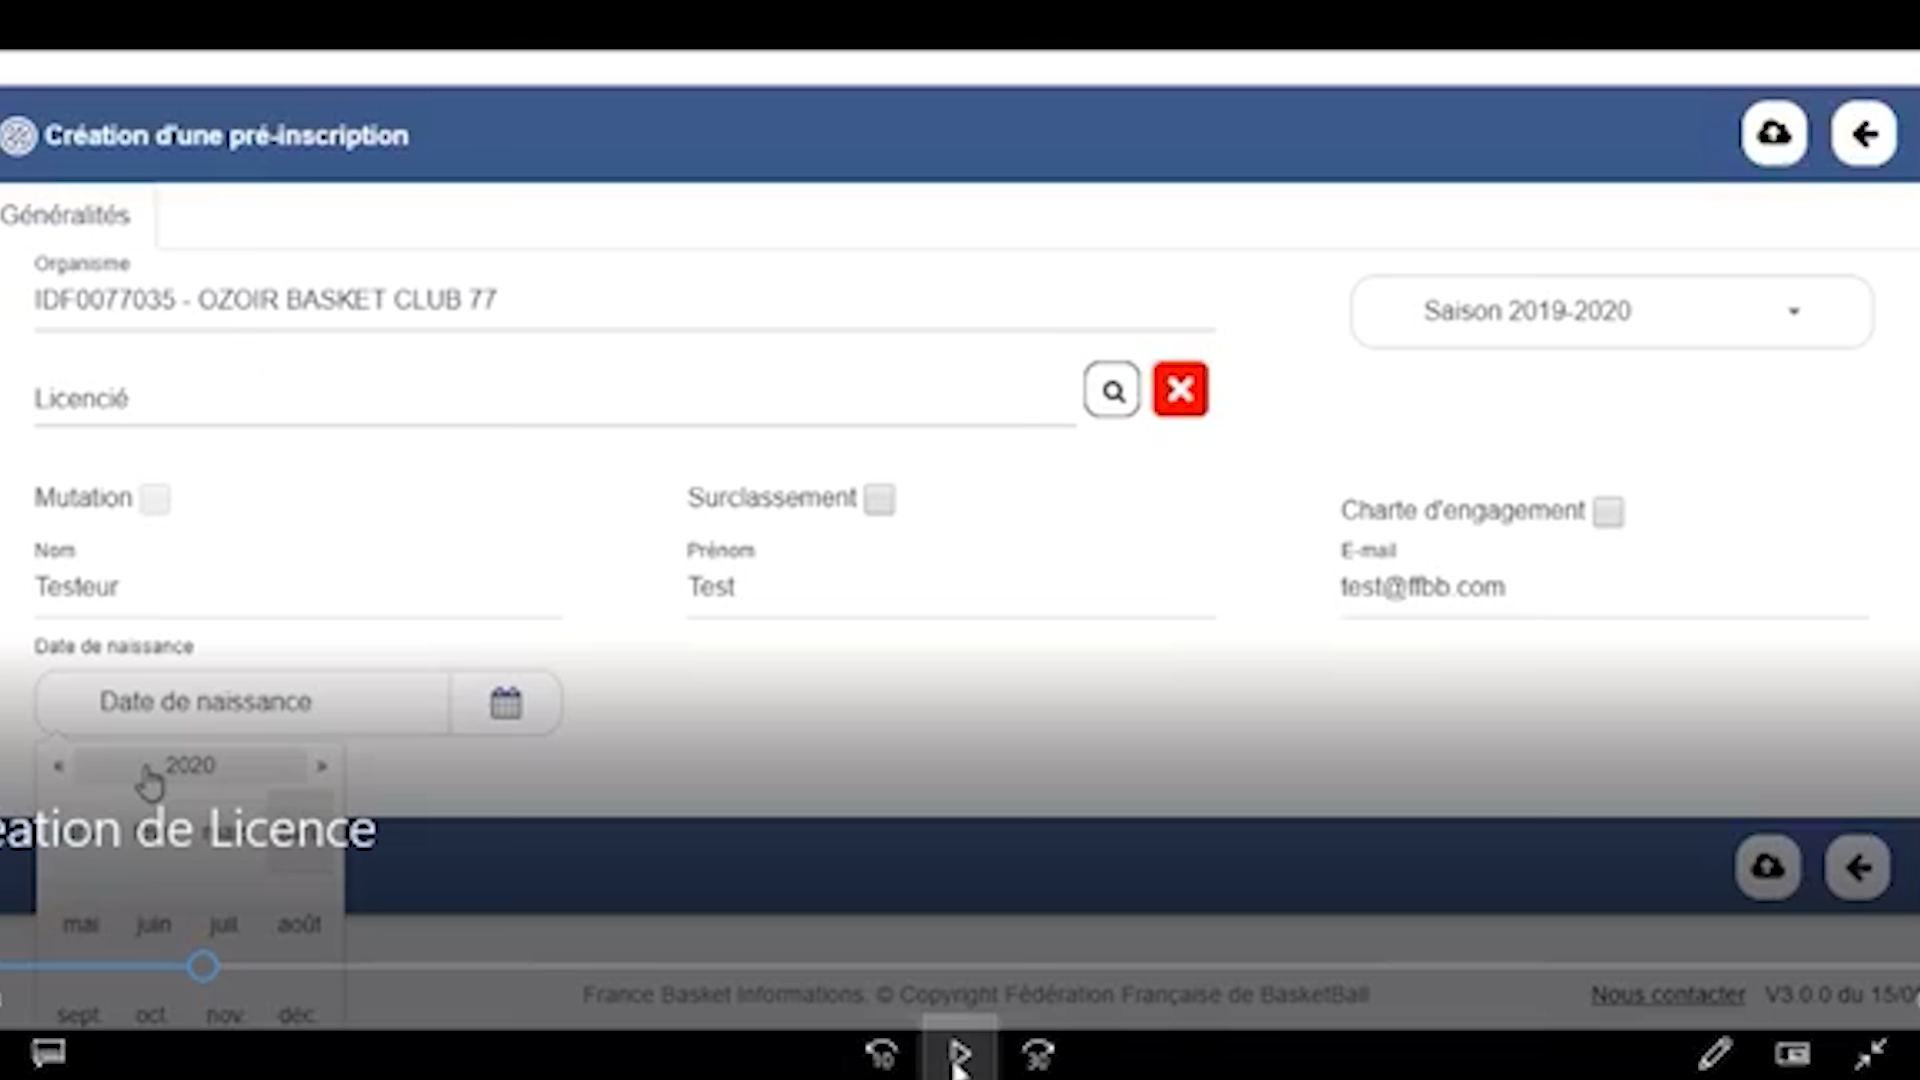 Création d'une pré-inscription
Généralités
Organisme
IDF0077035 - OZOIR BASKET CLUB 77
Saison 2019-2020
Licencié
Mutation
Surclassement
Charte d'engagement
Nom
Prénom
E-mail
Testeur
Test
test@ffbb.com
Date de naissance
Date de naissance
« 2020 »
éation de Licence
mai juin juil. août
sept. oct. nov. déc.
France Basket Informations. © Copyright Fédération Française de BasketBall
Nous contacter V3.0.0 du 15/0
10
30